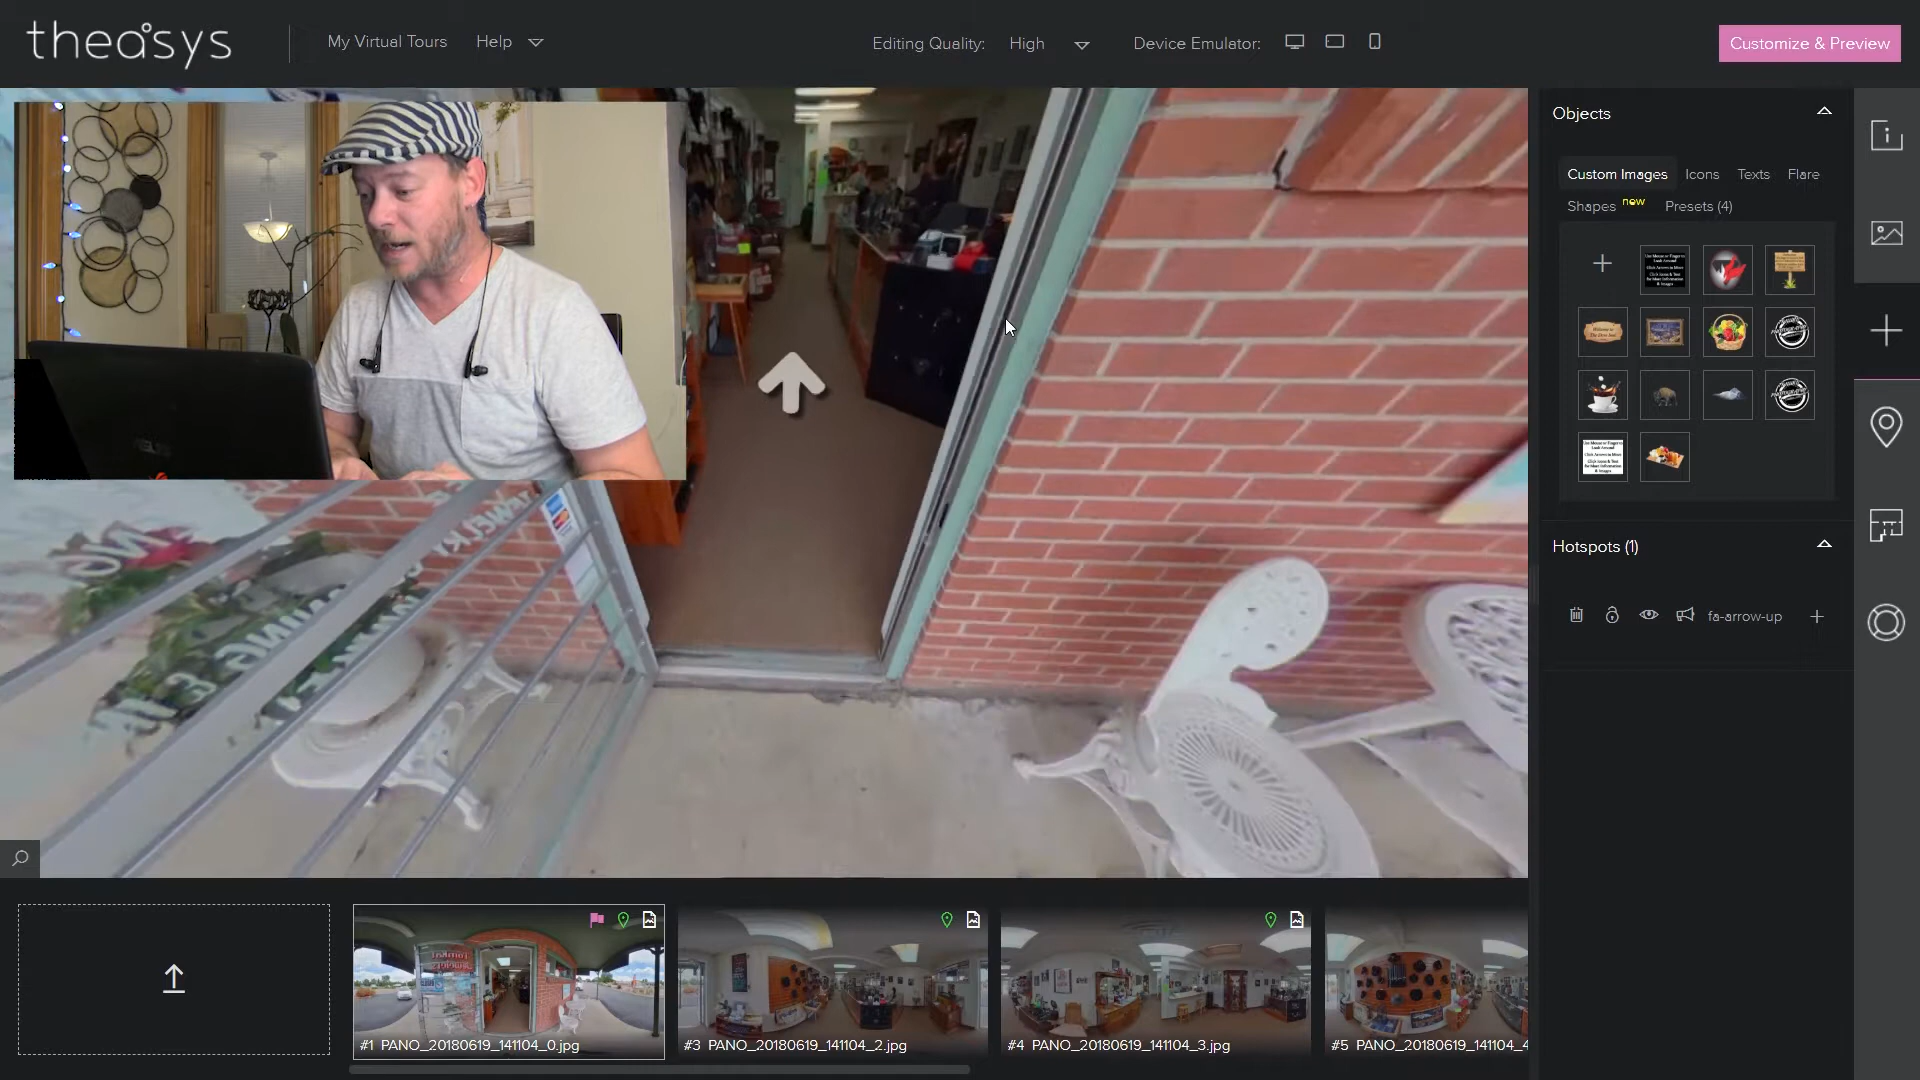 theasys
My Virtual Tours
Help
Editing Quality:
High
Device Emulator:
Customize & Preview
Objects
Custom Images
Icons
Texts
Flare
Shapes
new
Presets (4)
Hotspots (1)
fa-arrow-up
#1 PANO_20180619_141104_0.jpg
#3 PANO_20180619_141104_2.jpg
#4 PANO_20180619_141104_3.jpg
#5 PANO_20180619_141104_4